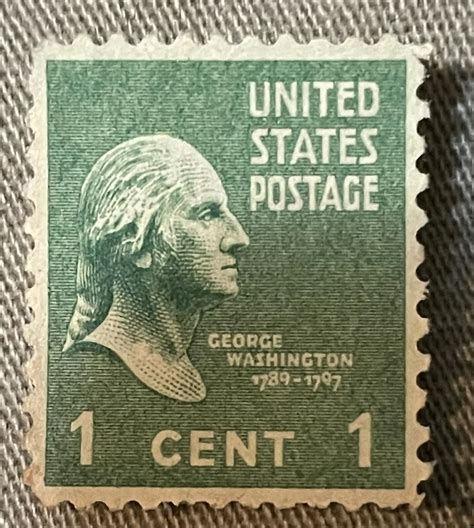 UNITED
STATES
POSTAGE
GEORGE
WASHINGTON
1789-1797
1 CENT 1